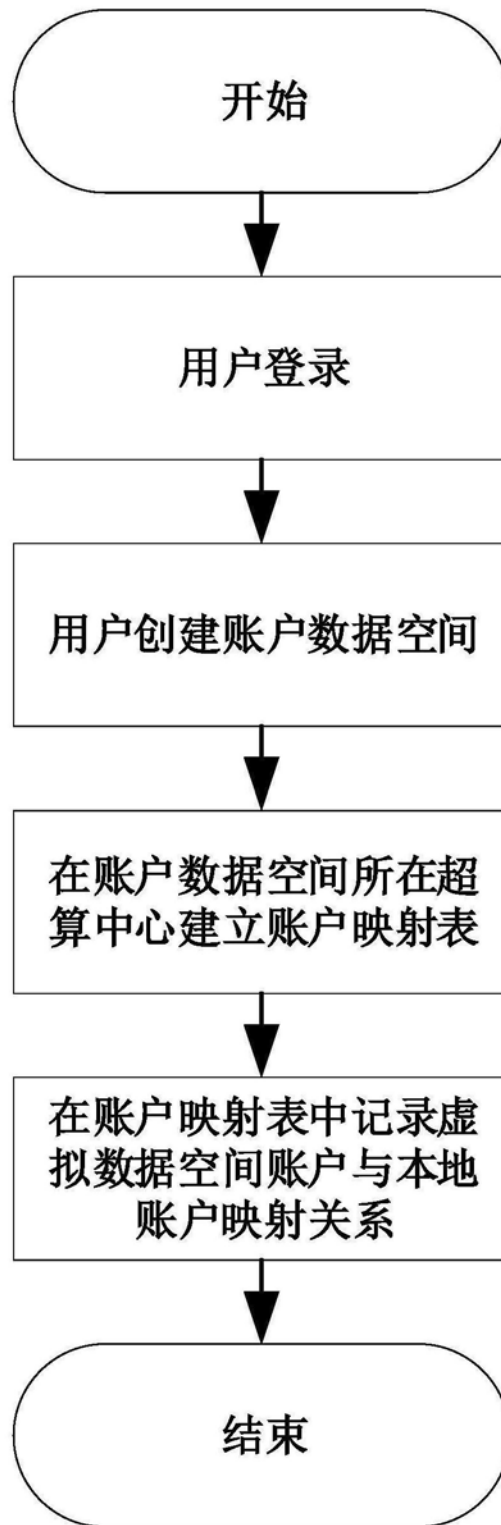 开始
用户登录
用户创建账户数据空间
在账户数据空间所在超
算中心建立账户映射表
在账户映射表中记录虚
拟数据空间账户与本地
账户映射关系
结束